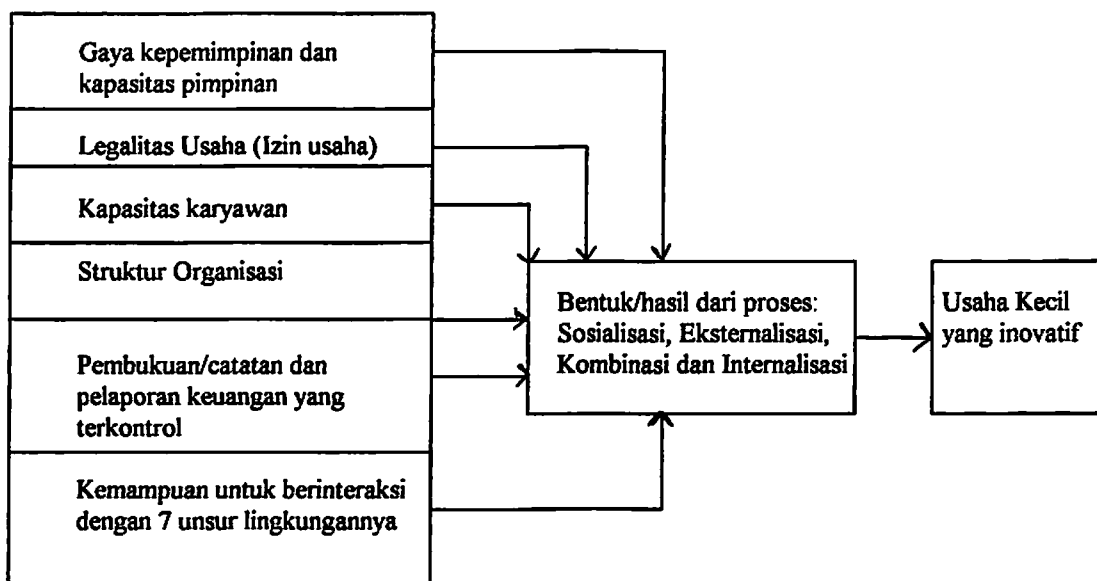 Gaya kepemimpinan dan
kapasitas pimpinan
Legalitas Usaha (Izin usaha)
Kapasitas karyawan
Struktur Organisasi
Pembukuan/catatan dan
pelaporan keuangan yang
terkontrol
Kemampuan untuk berinteraksi
dengan 7 unsur lingkungannya
Bentuk/hasil dari proses:
Sosialisasi, Eksternalisasi,
Kombinasi dan Internalisasi
Usaha Kecil
yang inovatif